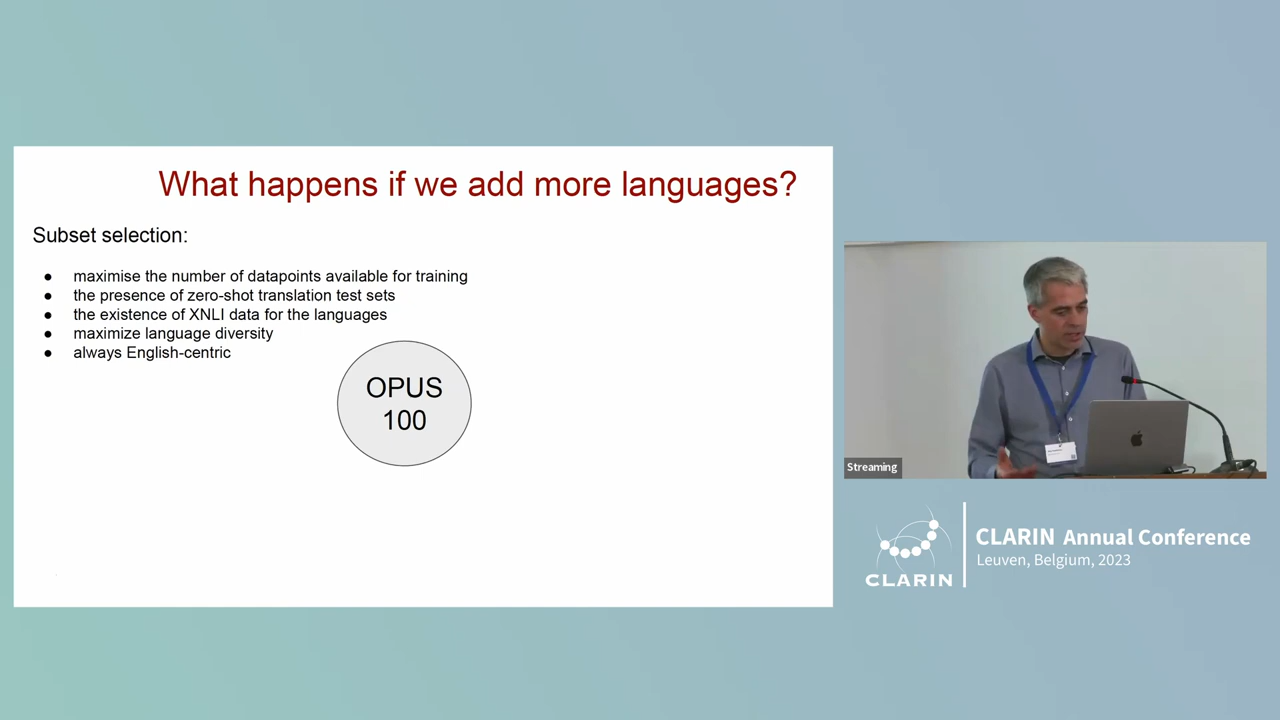 What happens if we add more languages?
Subset selection:
● maximise the number of datapoints available for training
● the presence of zero-shot translation test sets
● the existence of XNLI data for the languages
● maximize language diversity
● always English-centric
OPUS
100
Streaming
CLARIN
CLARIN Annual Conference
Leuven, Belgium, 2023